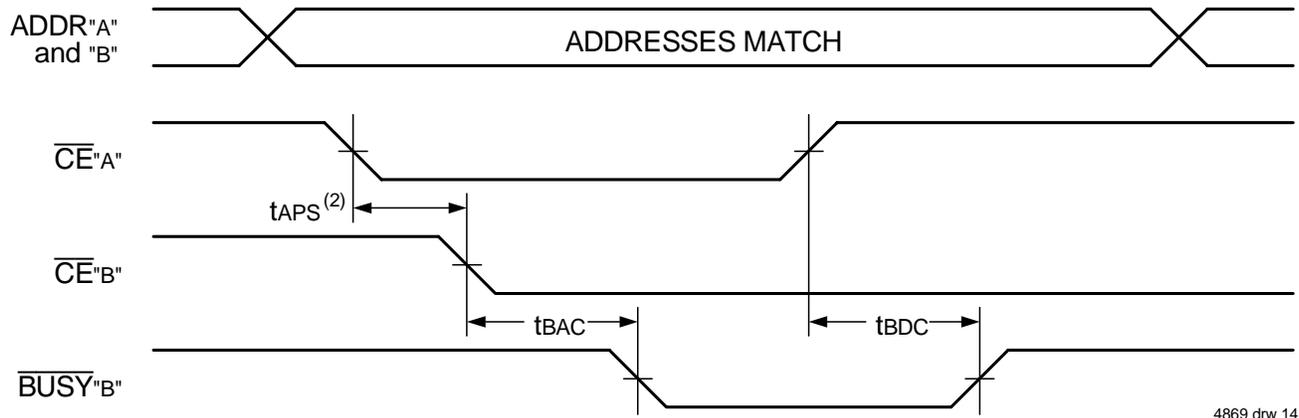 ADDR"A"
and "B"
ADDRESSES MATCH
CE"A"
tAPS(2)
CE"B"
tBAC
tBDC
BUSY"B"
4869 drw 14